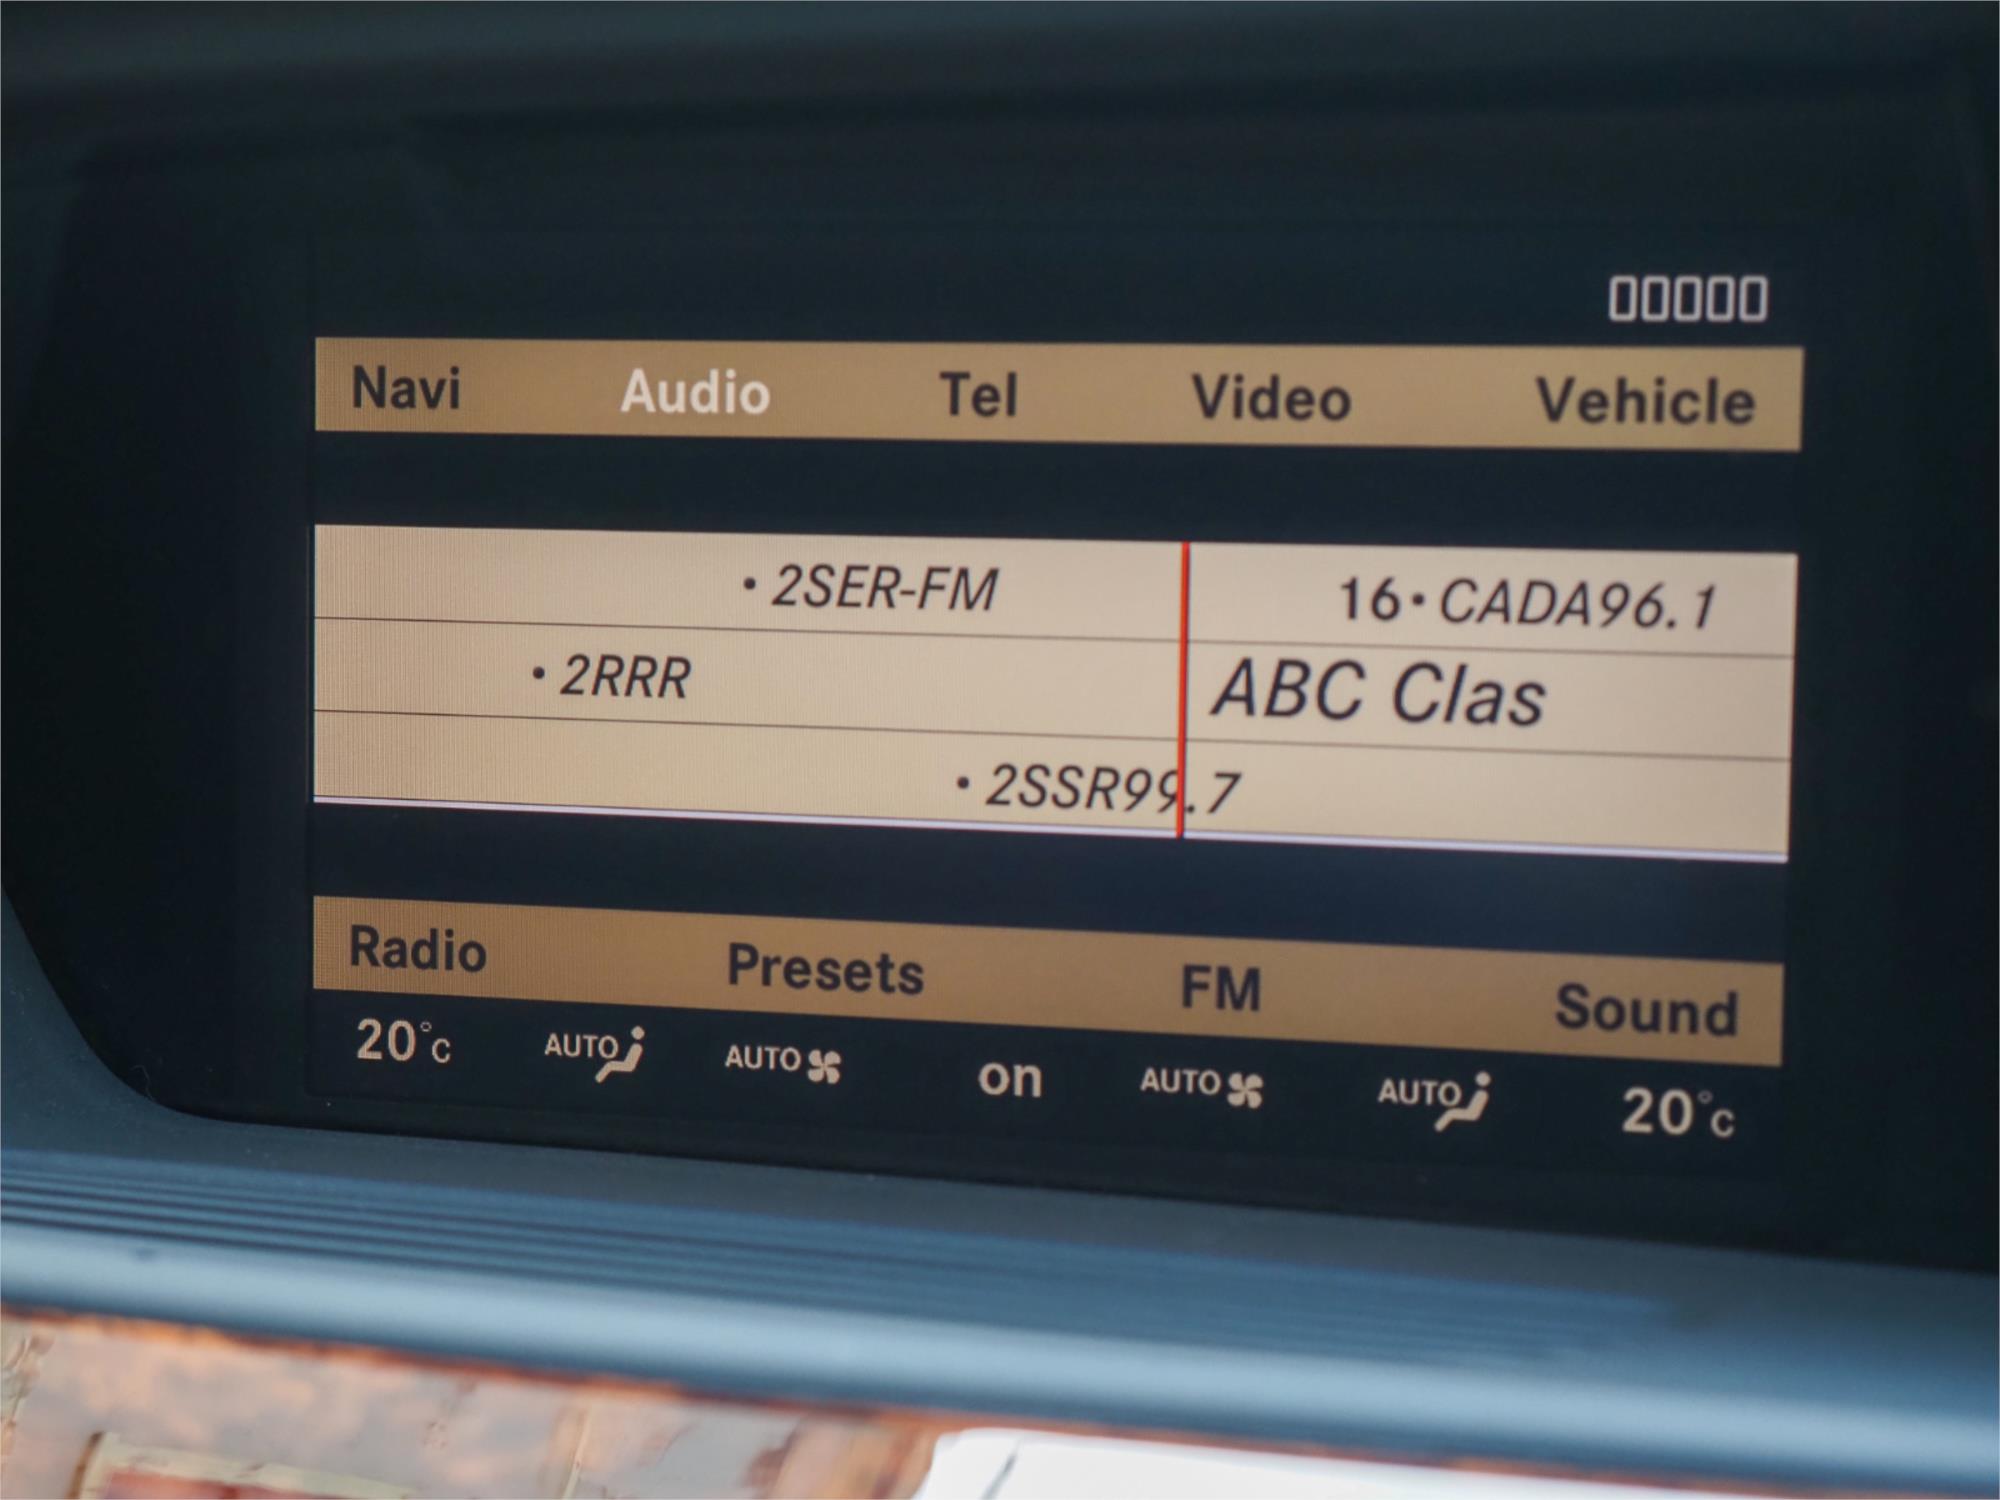 Navi Audio Tel Video Vehicle
• 2SER-FM 16•CADA96.1
• 2RRR ABC Clas
• 2SSR99.7
Radio Presets FM Sound
20°C AUTO AUTO on AUTO AUTO 20°C